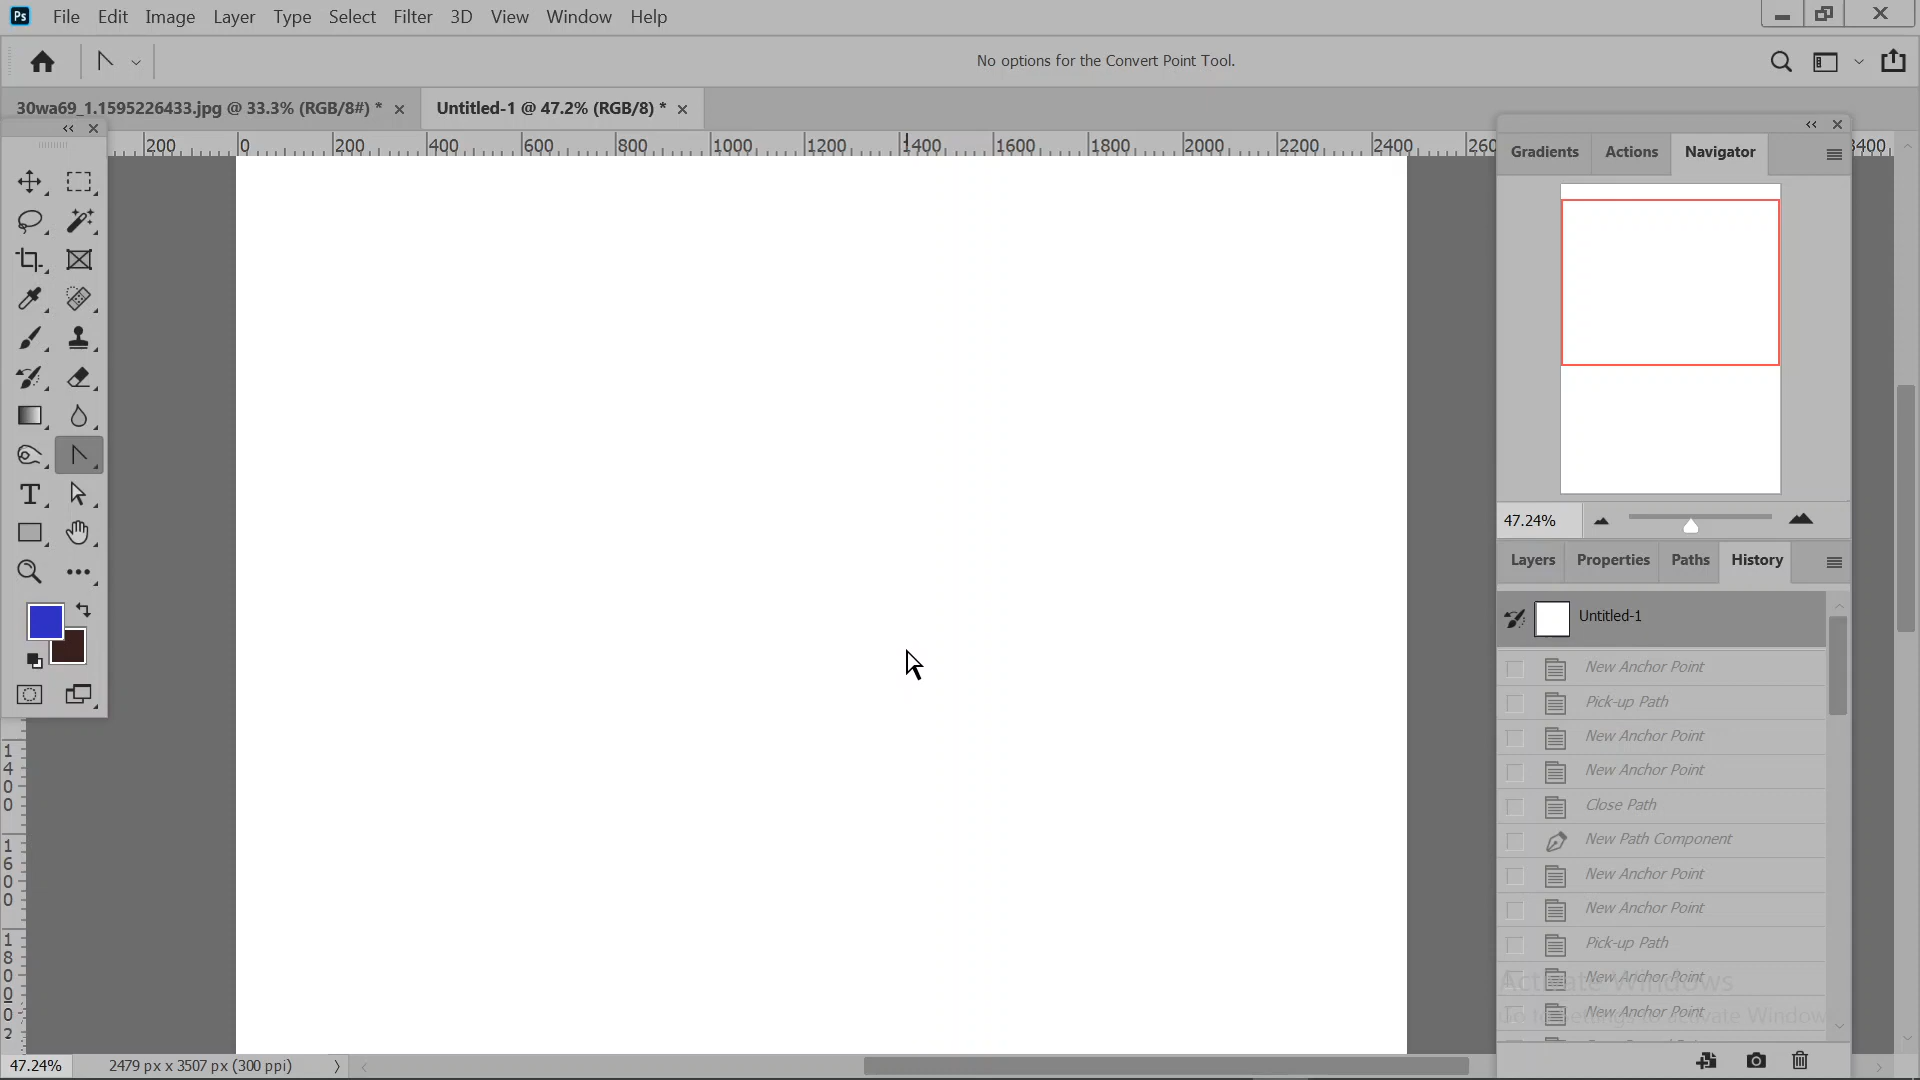 Ps File Edit Image Layer Type Select Filter 3D View Window Help
No options for the Convert Point Tool.
30wa69_1.1595226433.jpg @ 33.3% (RGB/8#) * Untitled-1 @ 47.2% (RGB/8) *
200 0 200 400 600 800 1000 1200 1400 1600 1800 2000 2200 2400 260 3400
Gradients Actions Navigator
47.24%
Layers Properties Paths History
Untitled-1
New Anchor Point
Pick-up Path
New Anchor Point
New Anchor Point
Close Path
New Path Component
New Anchor Point
New Anchor Point
Pick-up Path
New Anchor Point
New Anchor Point
Activate Windows
Go to Settings to activate Windows
1400
1600
1800
2
47.24% 2479 px x 3507 px (300 ppi)